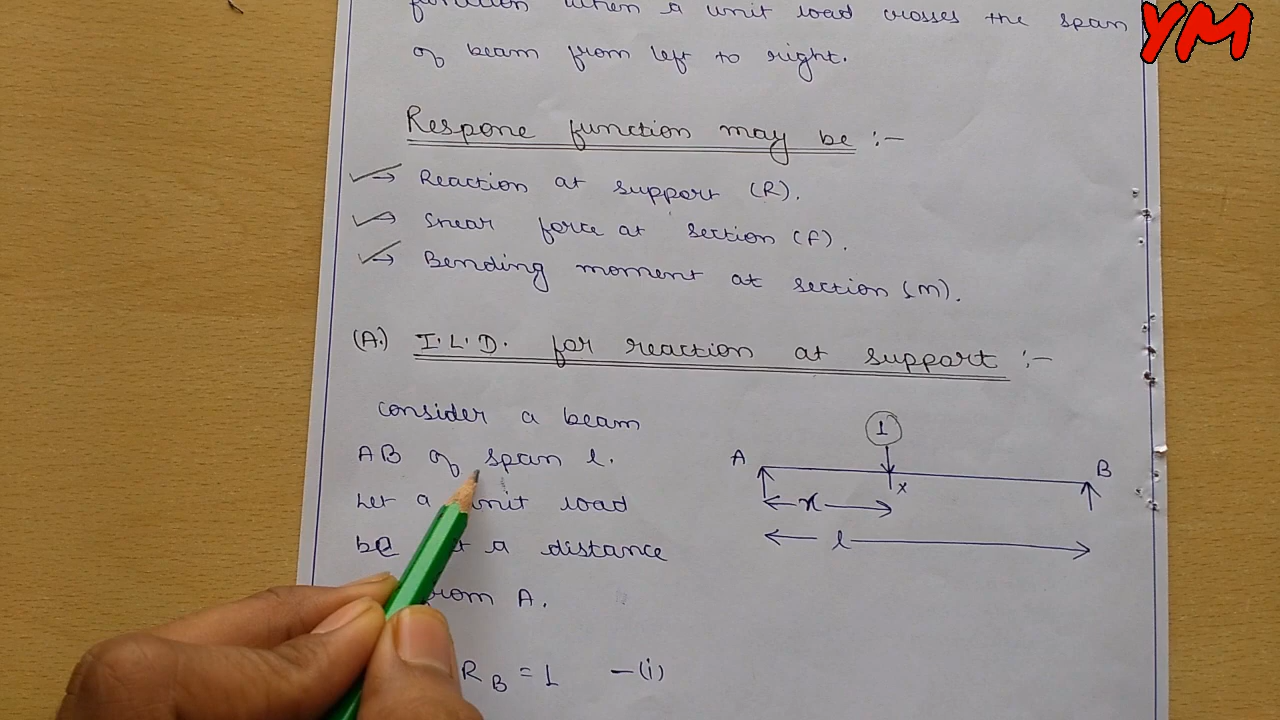 function when a unit load crosses the span
YM
of beam from left to right.
Respone function may be :-
→ Reaction at support (R).
→ Shear force at section (F).
→ Bending moment at section (M).
(A.) I.L.D. for reaction at support :-
consider a beam
AB of span l.
Let a unit load
be a distance
from A.
R_B = 1 —(i)
1
A
B
x
x
l